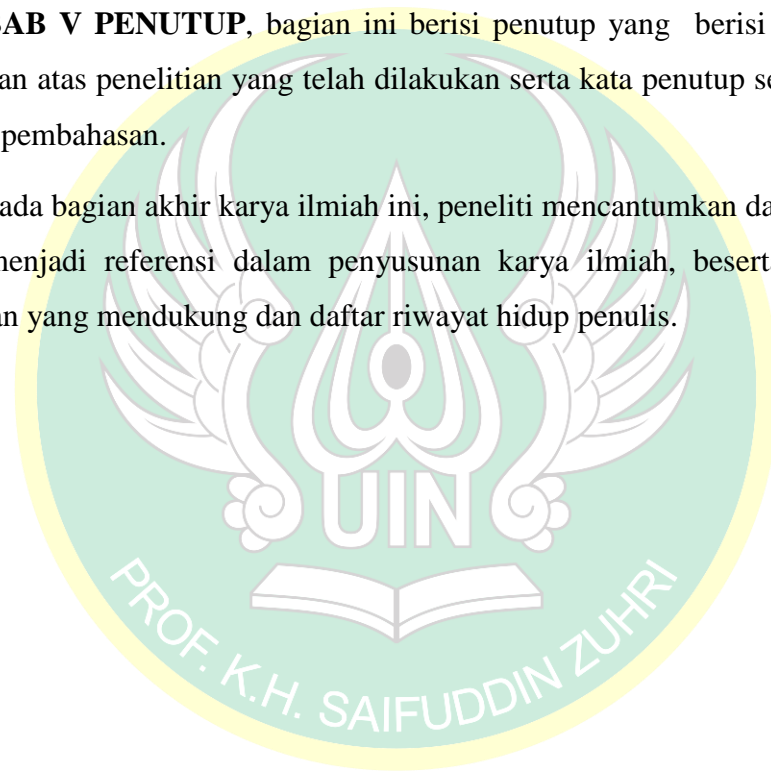 BAB V PENUTUP, bagian ini berisi penutup yang berisi
an atas penelitian yang telah dilakukan serta kata penutup se
pembahasan.
ada bagian akhir karya ilmiah ini, peneliti mencantumkan da
menjadi referensi dalam penyusunan karya ilmiah, beserta
an yang mendukung dan daftar riwayat hidup penulis.
UIN
PROF. K.H. SAIFUDDIN ZUHRI